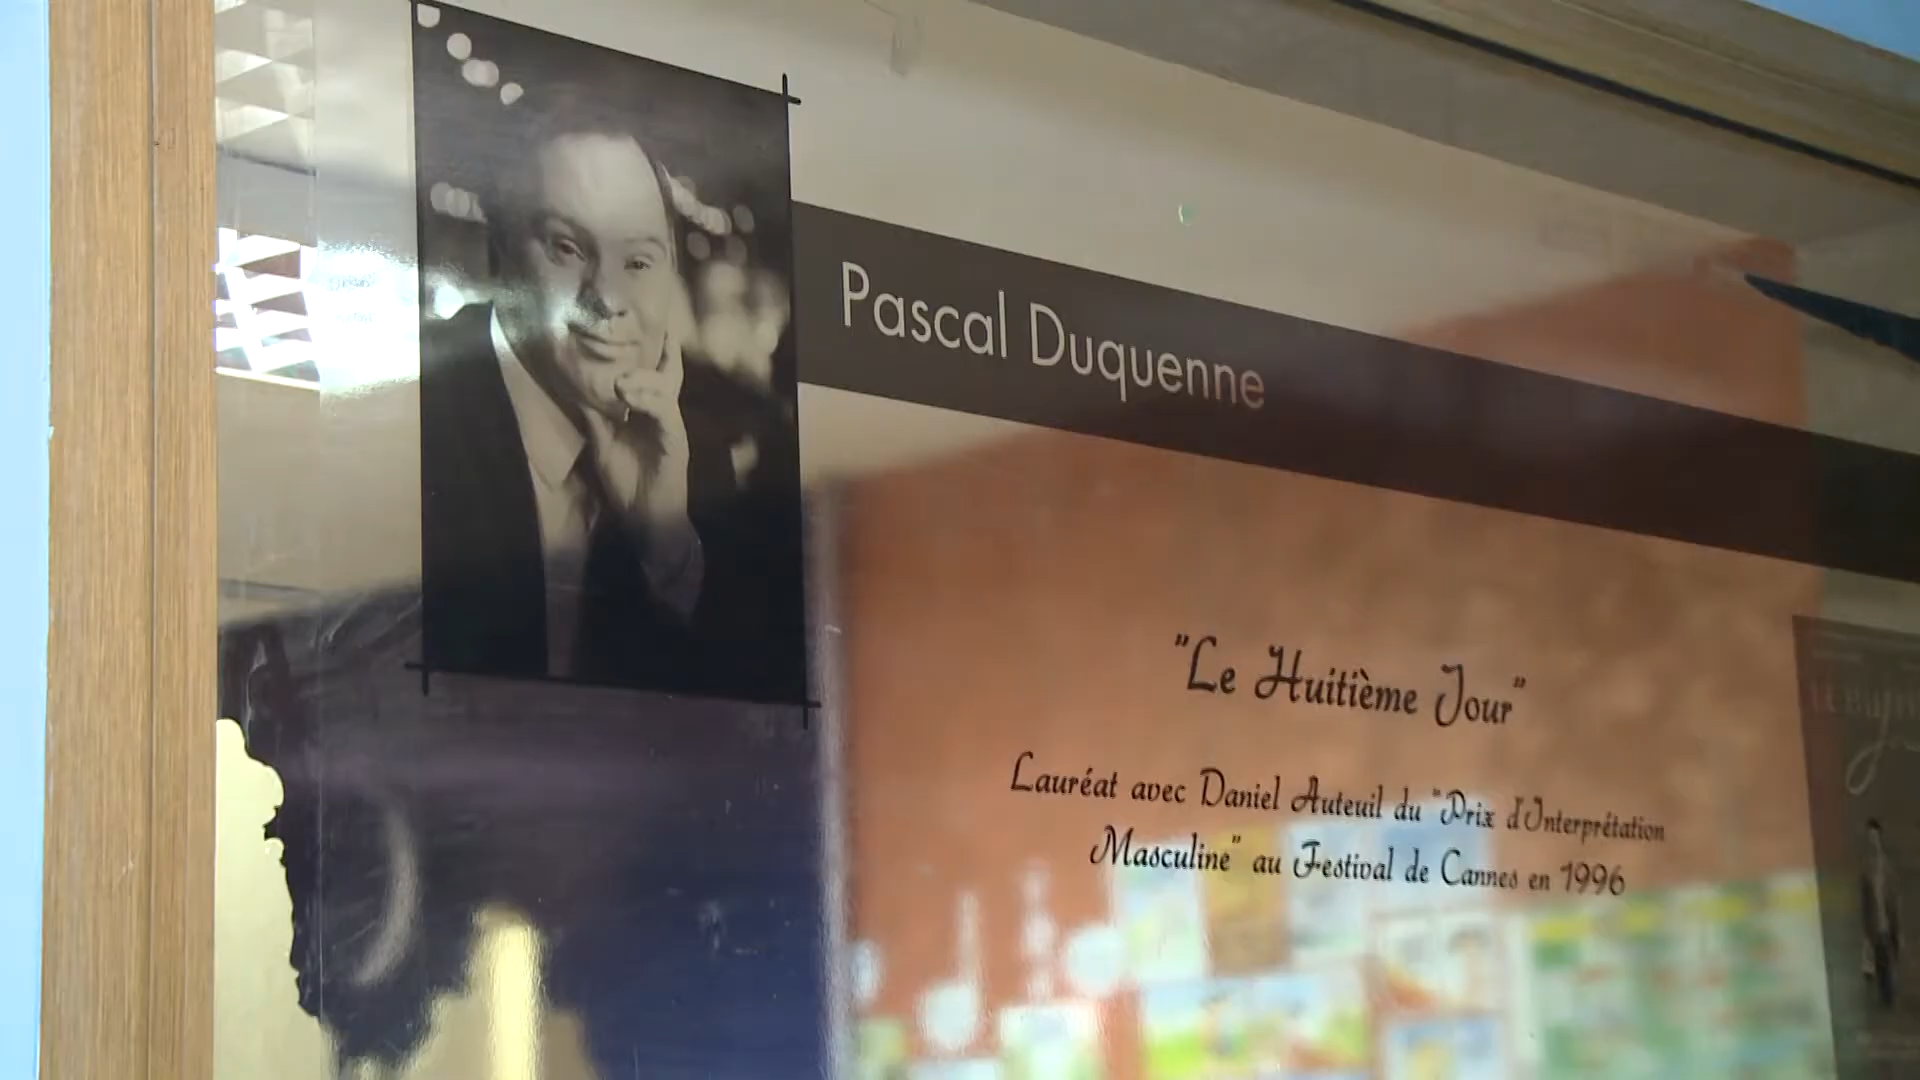 Pascal Duquenne
"Le Huitième Jour"
Lauréat avec Daniel Auteuil du "Prix d'Interprétation
Masculine" au Festival de Cannes en 1996